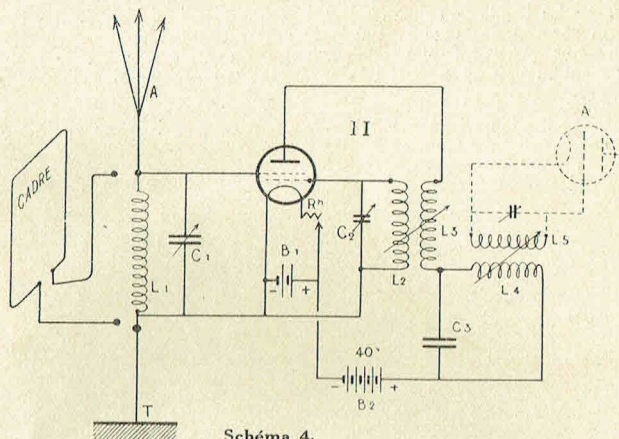 A
CADRE
L1
C1
II
Rh
B1
- +
C2
L2
L3
A
L5
L4
C3
40v
- +
B2
T
Schéma 4.